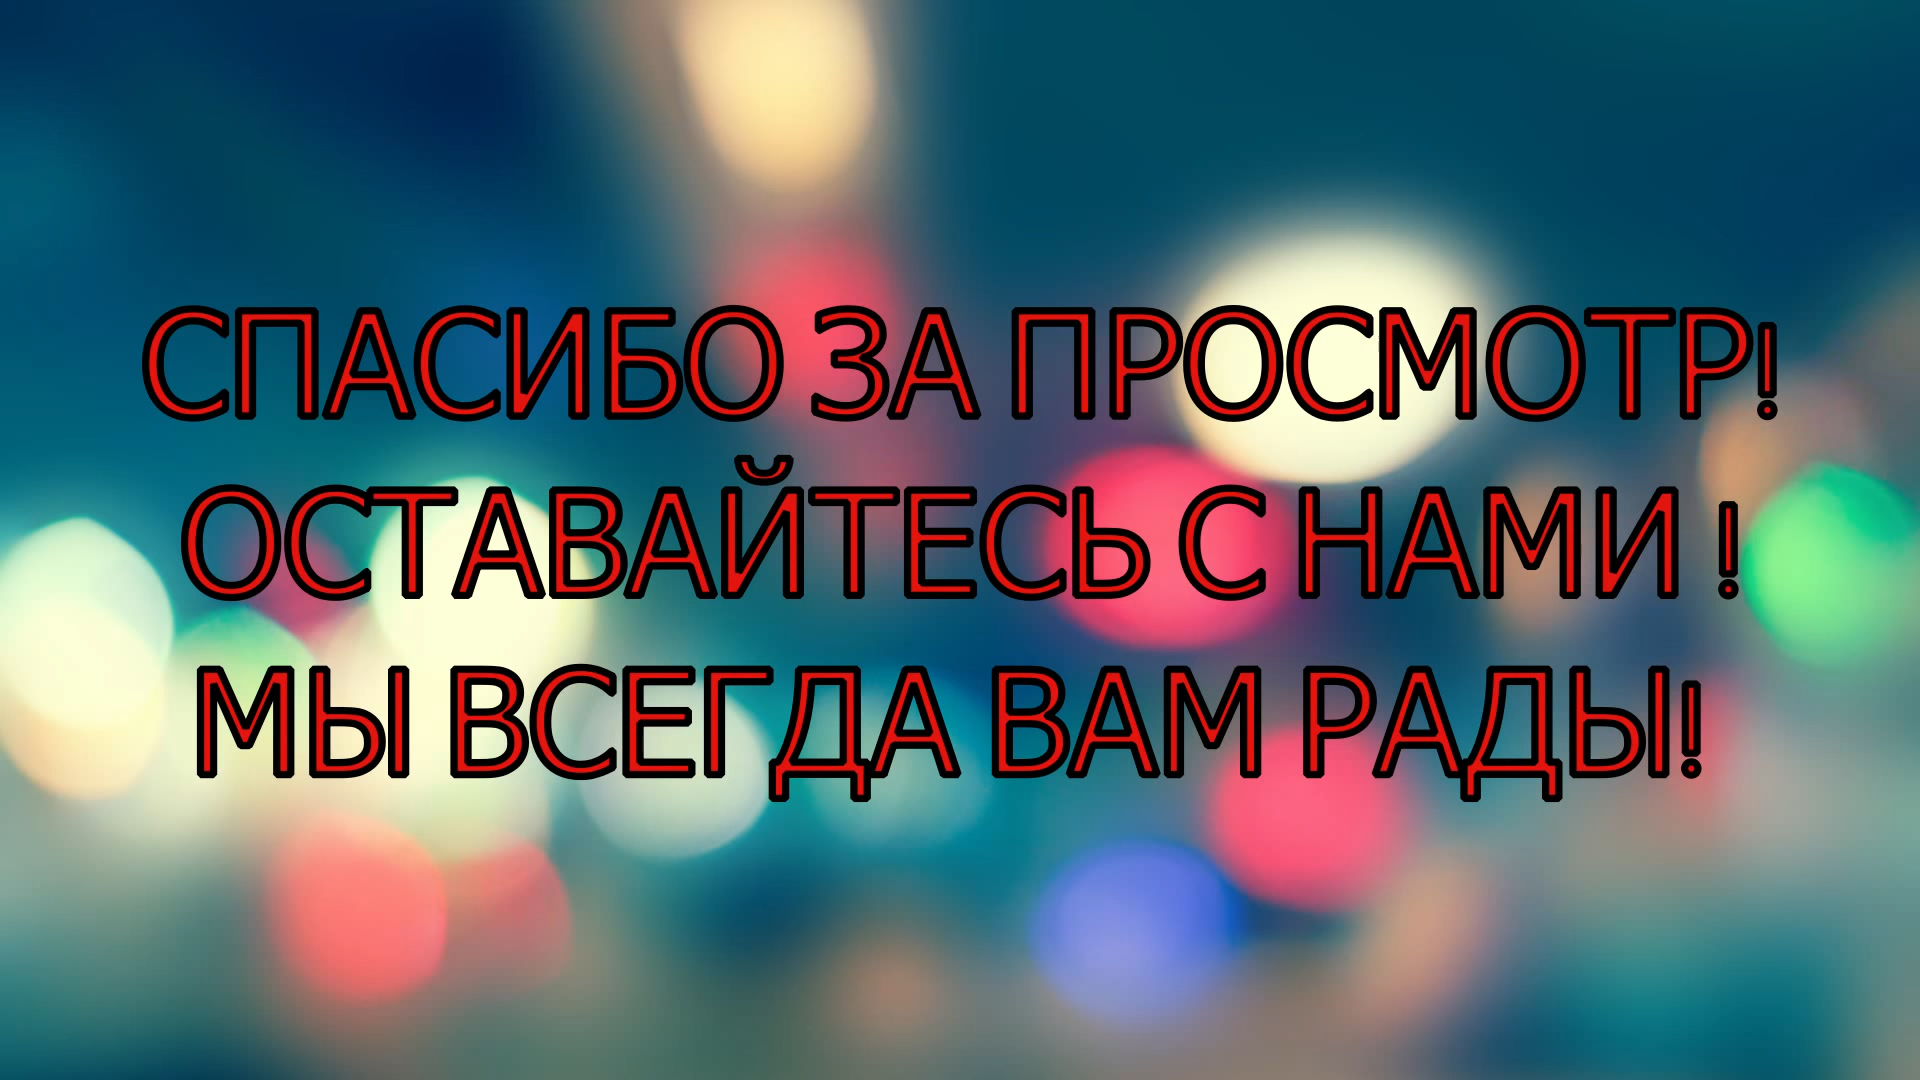 СПАСИБО ЗА ПРОСМОТР!
ОСТАВАЙТЕСЬ С НАМИ !
МЫ ВСЕГДА ВАМ РАДЫ!